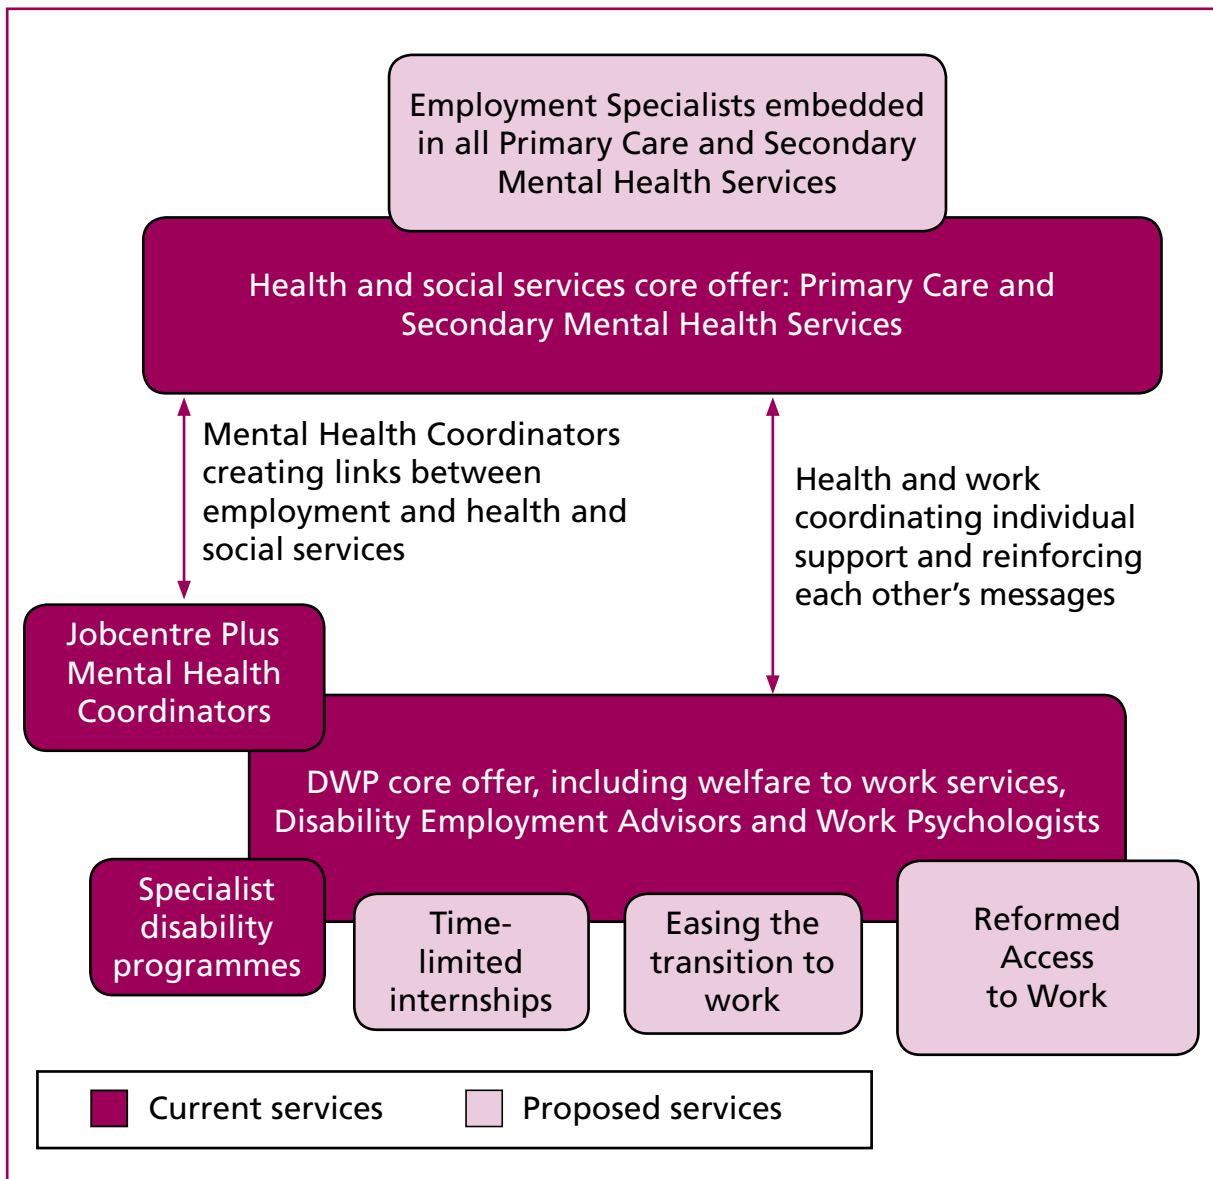 Employment Specialists embedded
in all Primary Care and Secondary
Mental Health Services
Health and social services core offer: Primary Care and
Secondary Mental Health Services
Mental Health Coordinators
creating links between
employment and health and
social services
Health and work
coordinating individual
support and reinforcing
each other’s messages
Jobcentre Plus
Mental Health
Coordinators
DWP core offer, including welfare to work services,
Disability Employment Advisors and Work Psychologists
Specialist
disability
programmes
Time-
limited
internships
Easing the
transition to
work
Reformed
Access
to Work
Current services
Proposed services